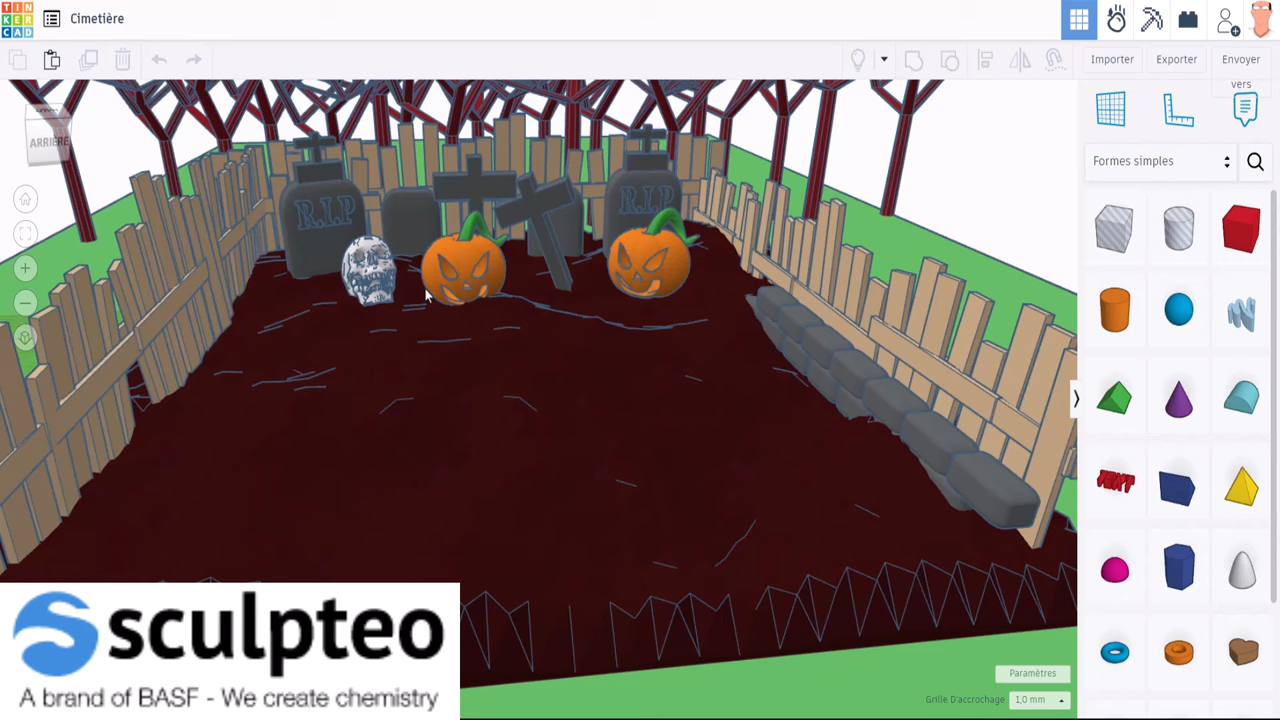 TIN
KER
CAD
Cimetière
Importer
Exporter
Envoyer
vers
ARRIÈRE
R.I.P
R.I.P
Formes simples
TEXT
sculpteo
A brand of BASF - We create chemistry
Paramètres
Grille D'accrochage
1,0 mm